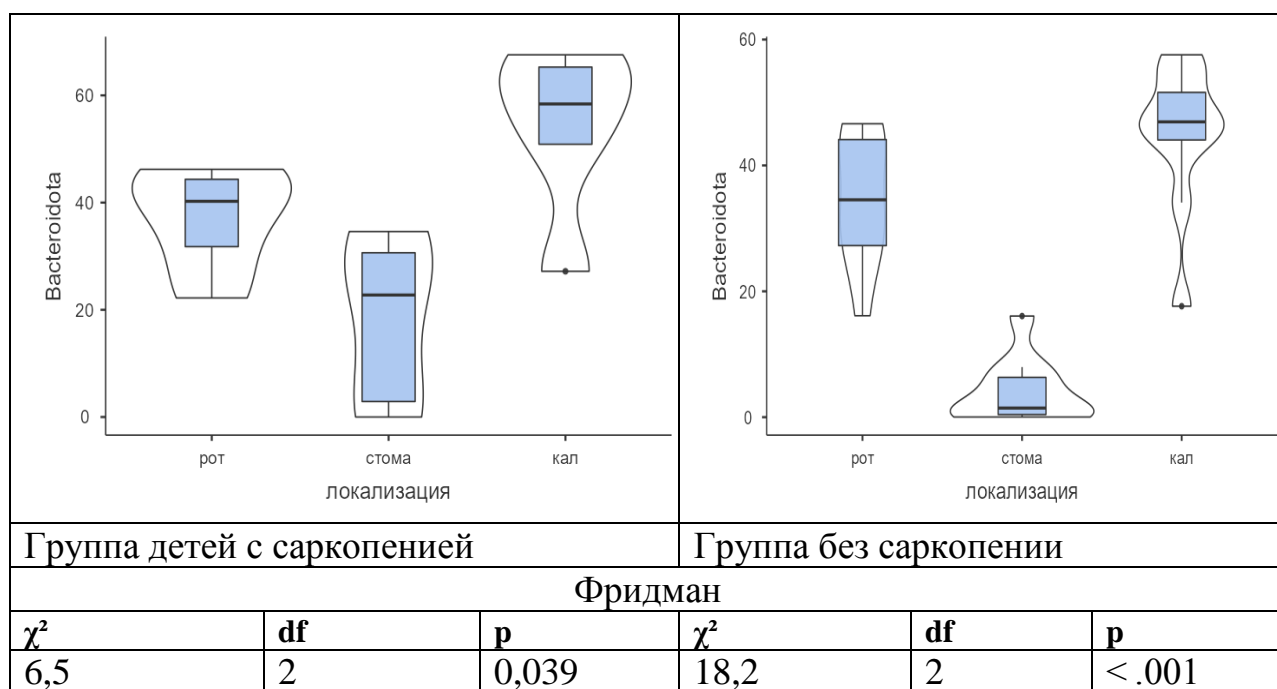 60
40
20
0
Bacteroidota
рот стома кал
локализация
60
40
20
0
Bacteroidota
рот стома кал
локализация
Группа детей с саркопенией Группа без саркопении
Фридман
χ² df p χ² df p
6,5 2 0,039 18,2 2 < .001